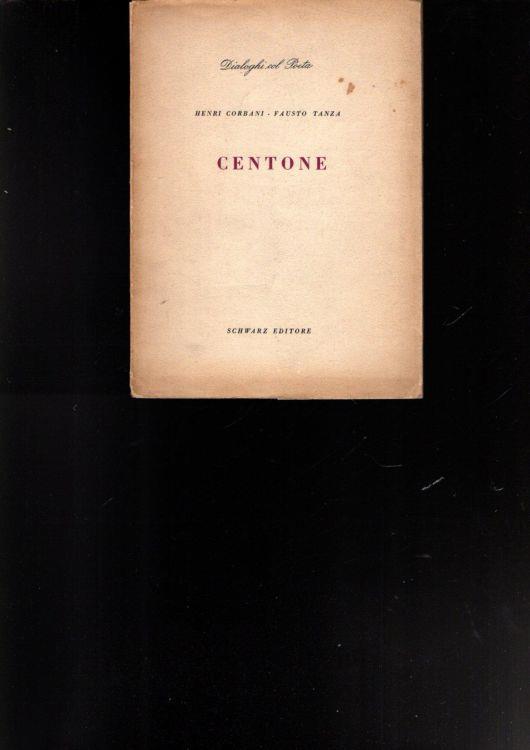 Dialoghi col Poeta
HENRI CORBANI - FAUSTO TANZA
CENTONE
SCHWARZ EDITORE